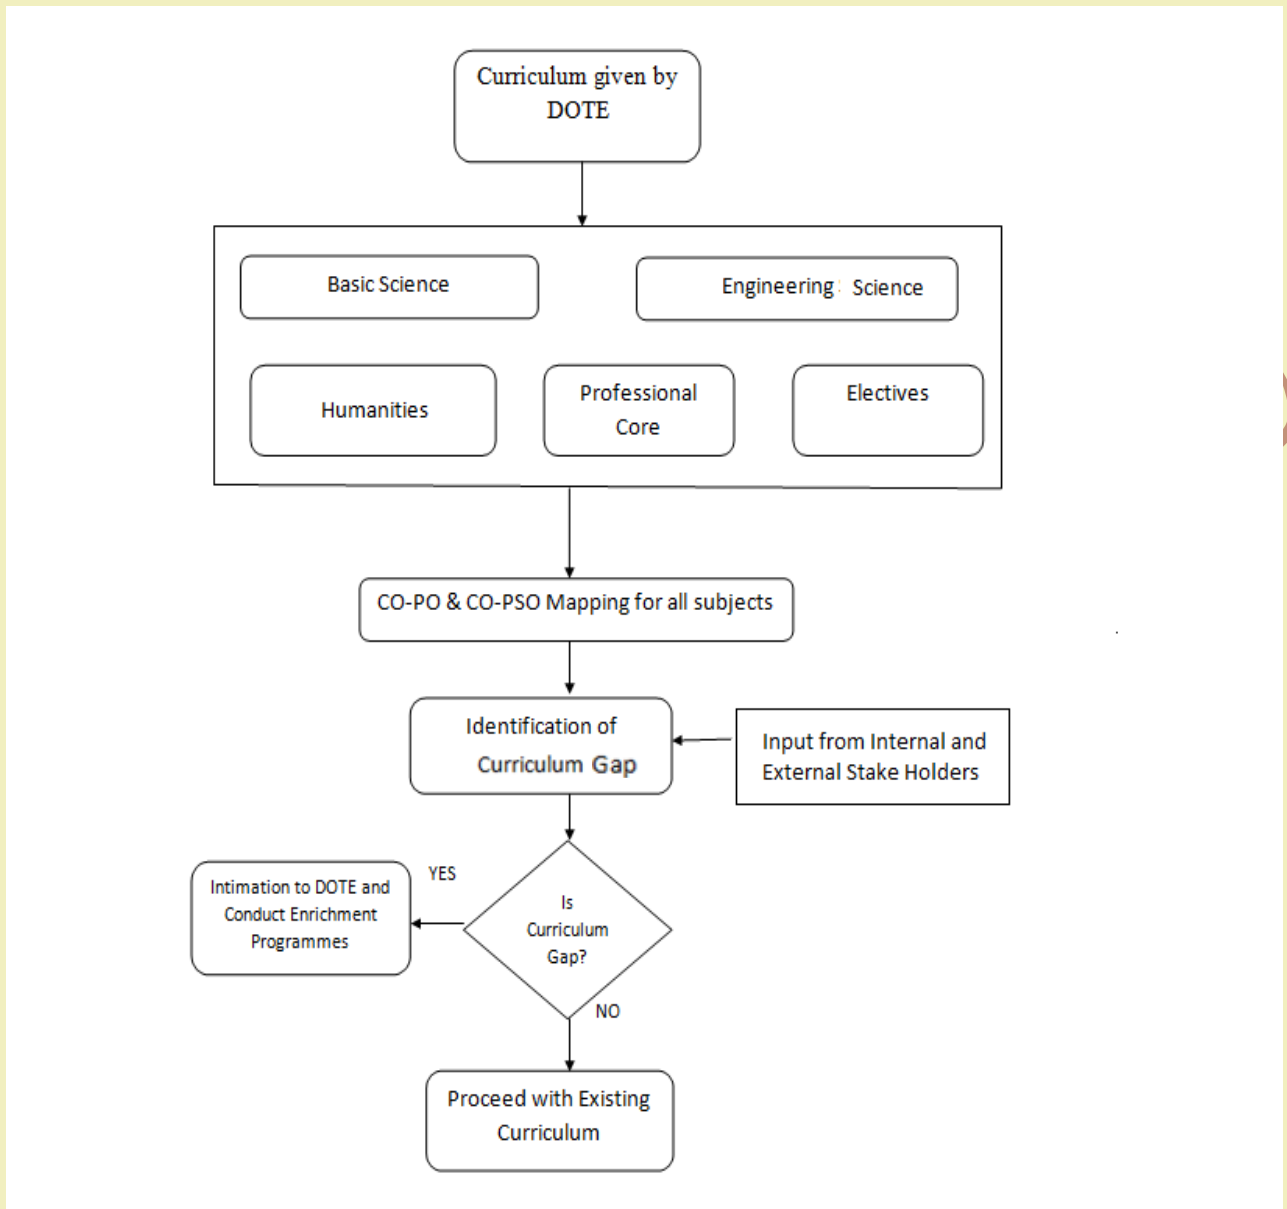 Curriculum given by
DOTE
Basic Science
Engineering Science
Humanities
Professional
Core
Electives
CO-PO & CO-PSO Mapping for all subjects
Identification of
Curriculum Gap
Input from Internal and
External Stake Holders
YES
Intimation to DOTE and
Conduct Enrichment
Programmes
Is
Curriculum
Gap?
NO
Proceed with Existing
Curriculum